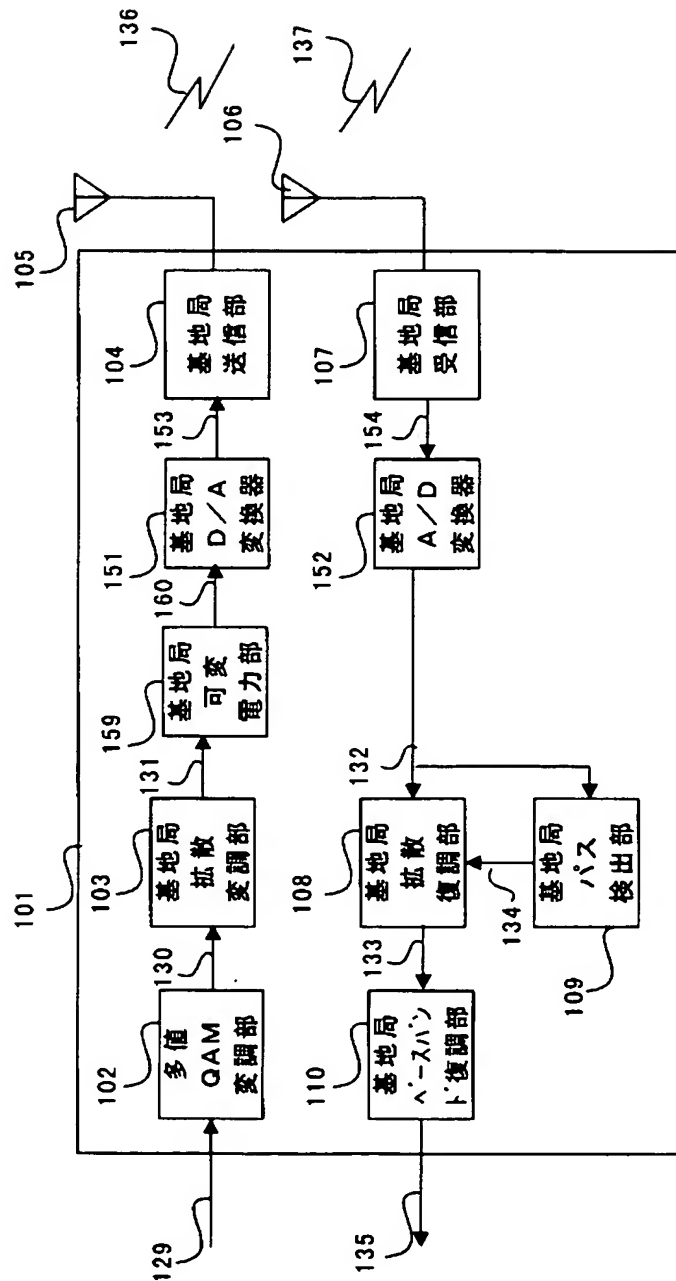 101
102
多値
QAM
変調部
103
基地局
拡散
変調部
159
基地局
可変
電力部
151
基地局
D/A
変換器
104
基地局
送信部
105
129
130
131
160
153
136
110
基地局
ベースバン
ド復調部
108
基地局
拡散
復調部
152
基地局
A/D
変換器
107
基地局
受信部
106
135
133
132
154
137
134
基地局
パス
検出部
109